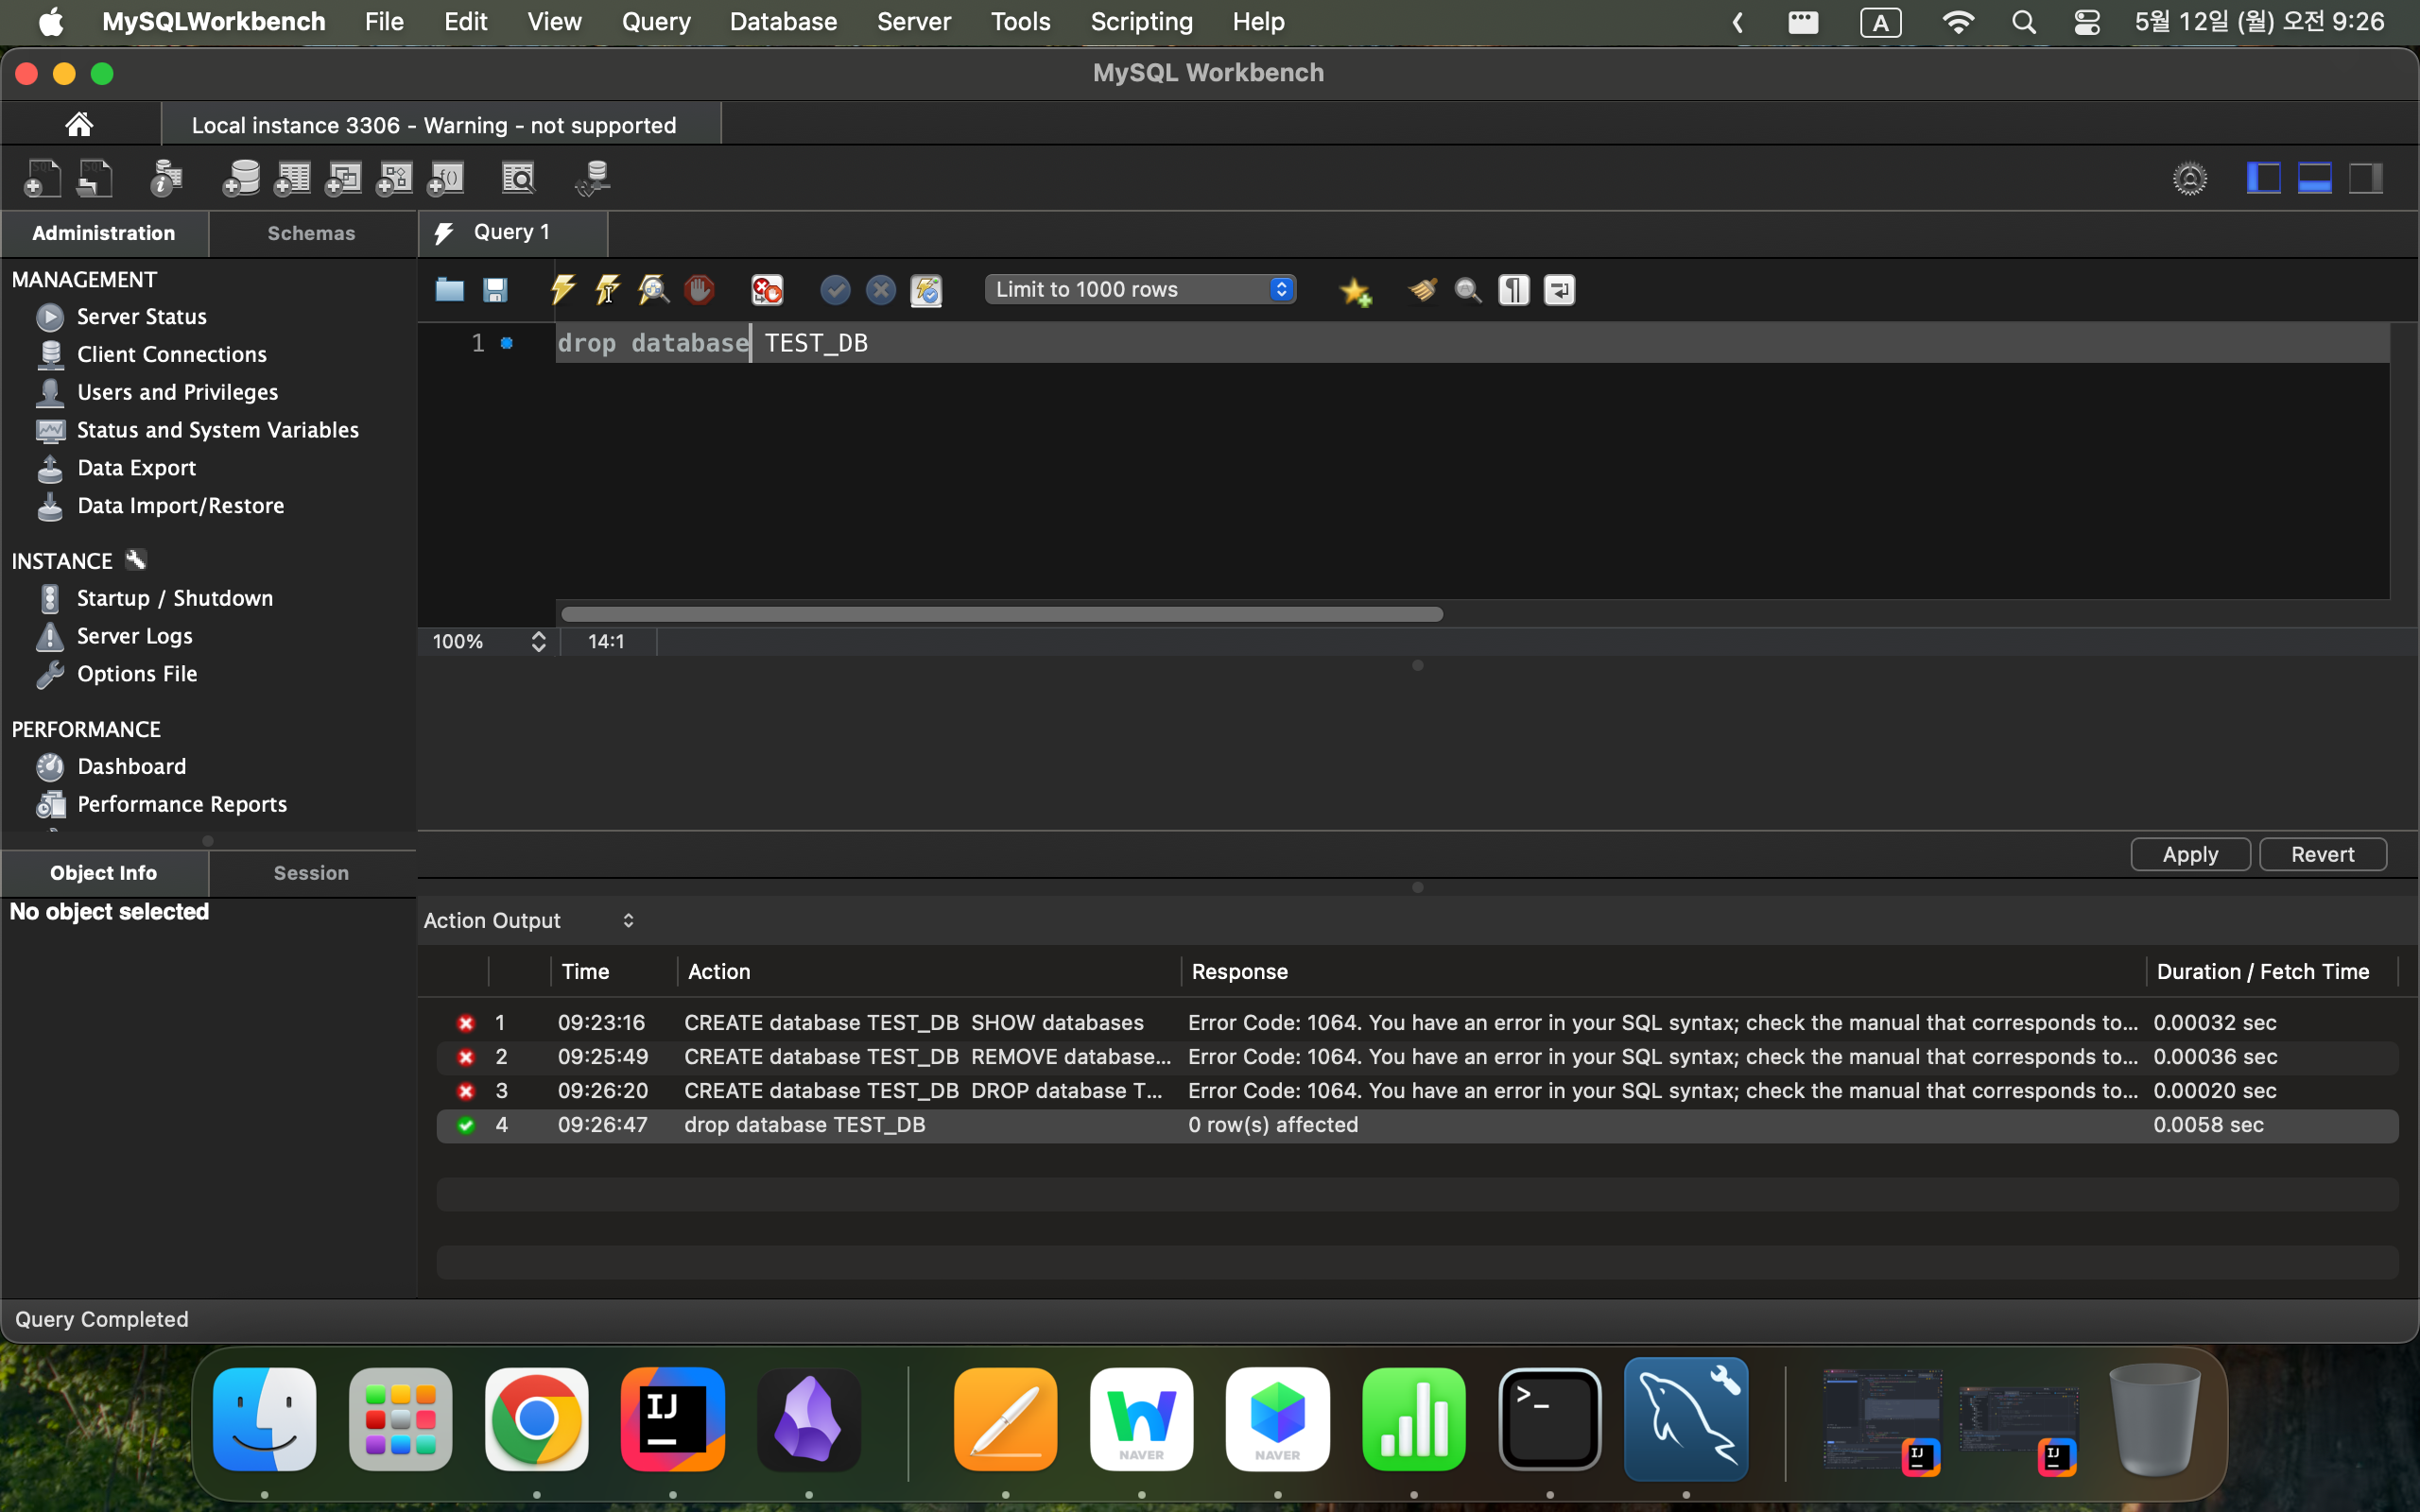 MySQLWorkbench File Edit View Query Database Server Tools Scripting Help A 5월 12일 (월) 오전 9:26
MySQL Workbench
Local instance 3306 - Warning - not supported
Administration Schemas Query 1
MANAGEMENT
Server Status
Client Connections
Users and Privileges
Status and System Variables
Data Export
Data Import/Restore
INSTANCE
Startup / Shutdown
Server Logs
Options File
PERFORMANCE
Dashboard
Performance Reports
Limit to 1000 rows
1 drop database TEST_DB
100% 14:1
Apply Revert
Object Info Session
No object selected
Action Output
Time Action Response Duration / Fetch Time
1 09:23:16 CREATE database TEST_DB SHOW databases Error Code: 1064. You have an error in your SQL syntax; check the manual that corresponds to... 0.00032 sec
2 09:25:49 CREATE database TEST_DB REMOVE database... Error Code: 1064. You have an error in your SQL syntax; check the manual that corresponds to... 0.00036 sec
3 09:26:20 CREATE database TEST_DB DROP database T... Error Code: 1064. You have an error in your SQL syntax; check the manual that corresponds to... 0.00020 sec
4 09:26:47 drop database TEST_DB 0 row(s) affected 0.0058 sec
Query Completed
IJ
NAVER
NAVER
>_
IJ
IJ